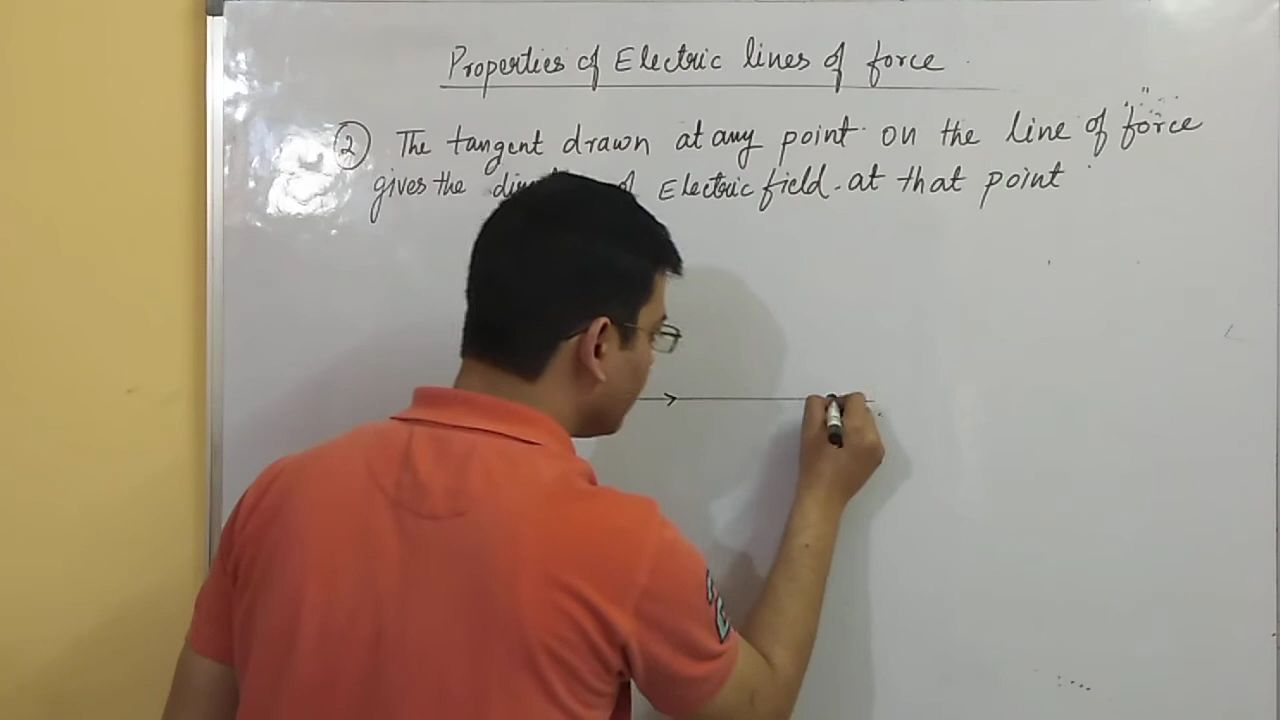 Properties of Electric lines of force
② The tangent drawn at any point on the line of force
gives the of Electric field at that point